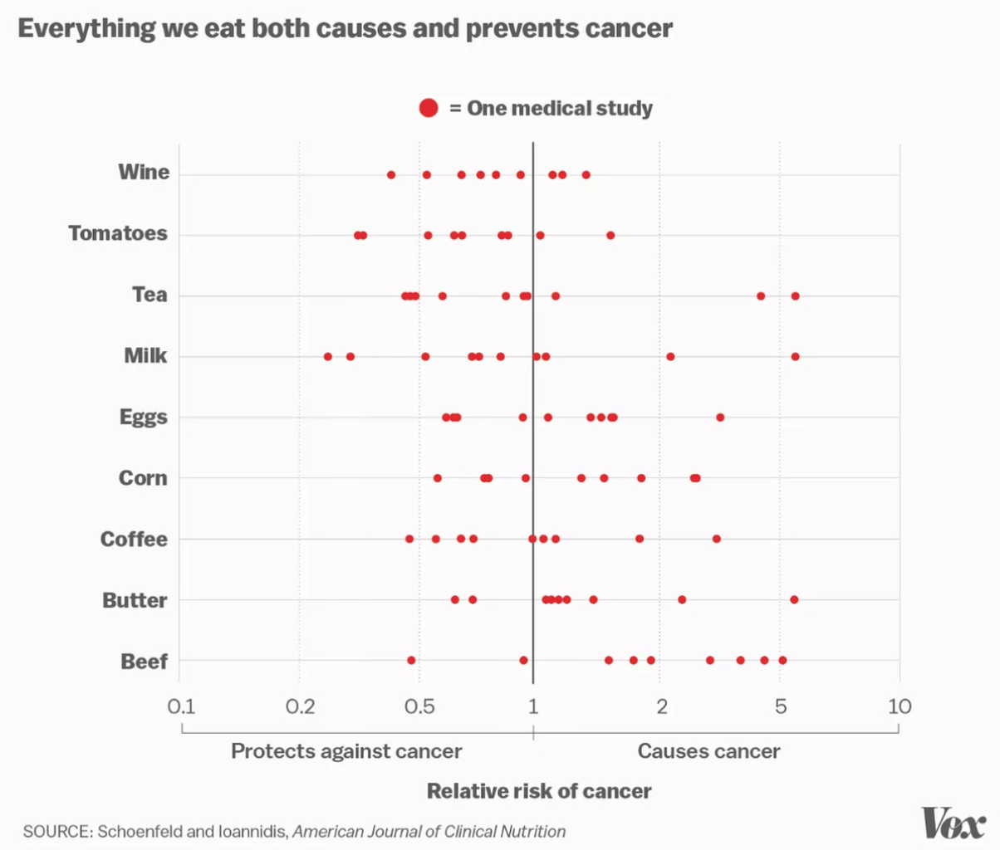 Everything we eat both causes and prevents cancer
= One medical study
Wine
Tomatoes
Tea
Milk
Eggs
Corn
Coffee
Butter
Beef
0.1 0.2 0.5 1 2 5 10
Protects against cancer Causes cancer
Relative risk of cancer
SOURCE: Schoenfeld and Ioannidis, American Journal of Clinical Nutrition
Vox